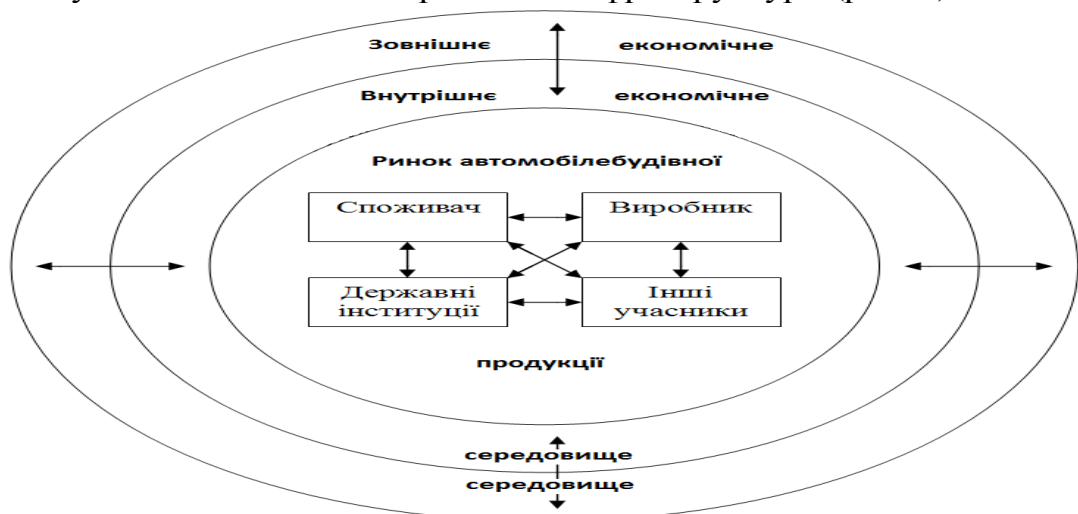 Зовнішнє економічне
Внутрішнє економічне
Ринок автомобілебудівної
Споживач Виробник
Державні інституції
Інші учасники
продукції
середовище
середовище